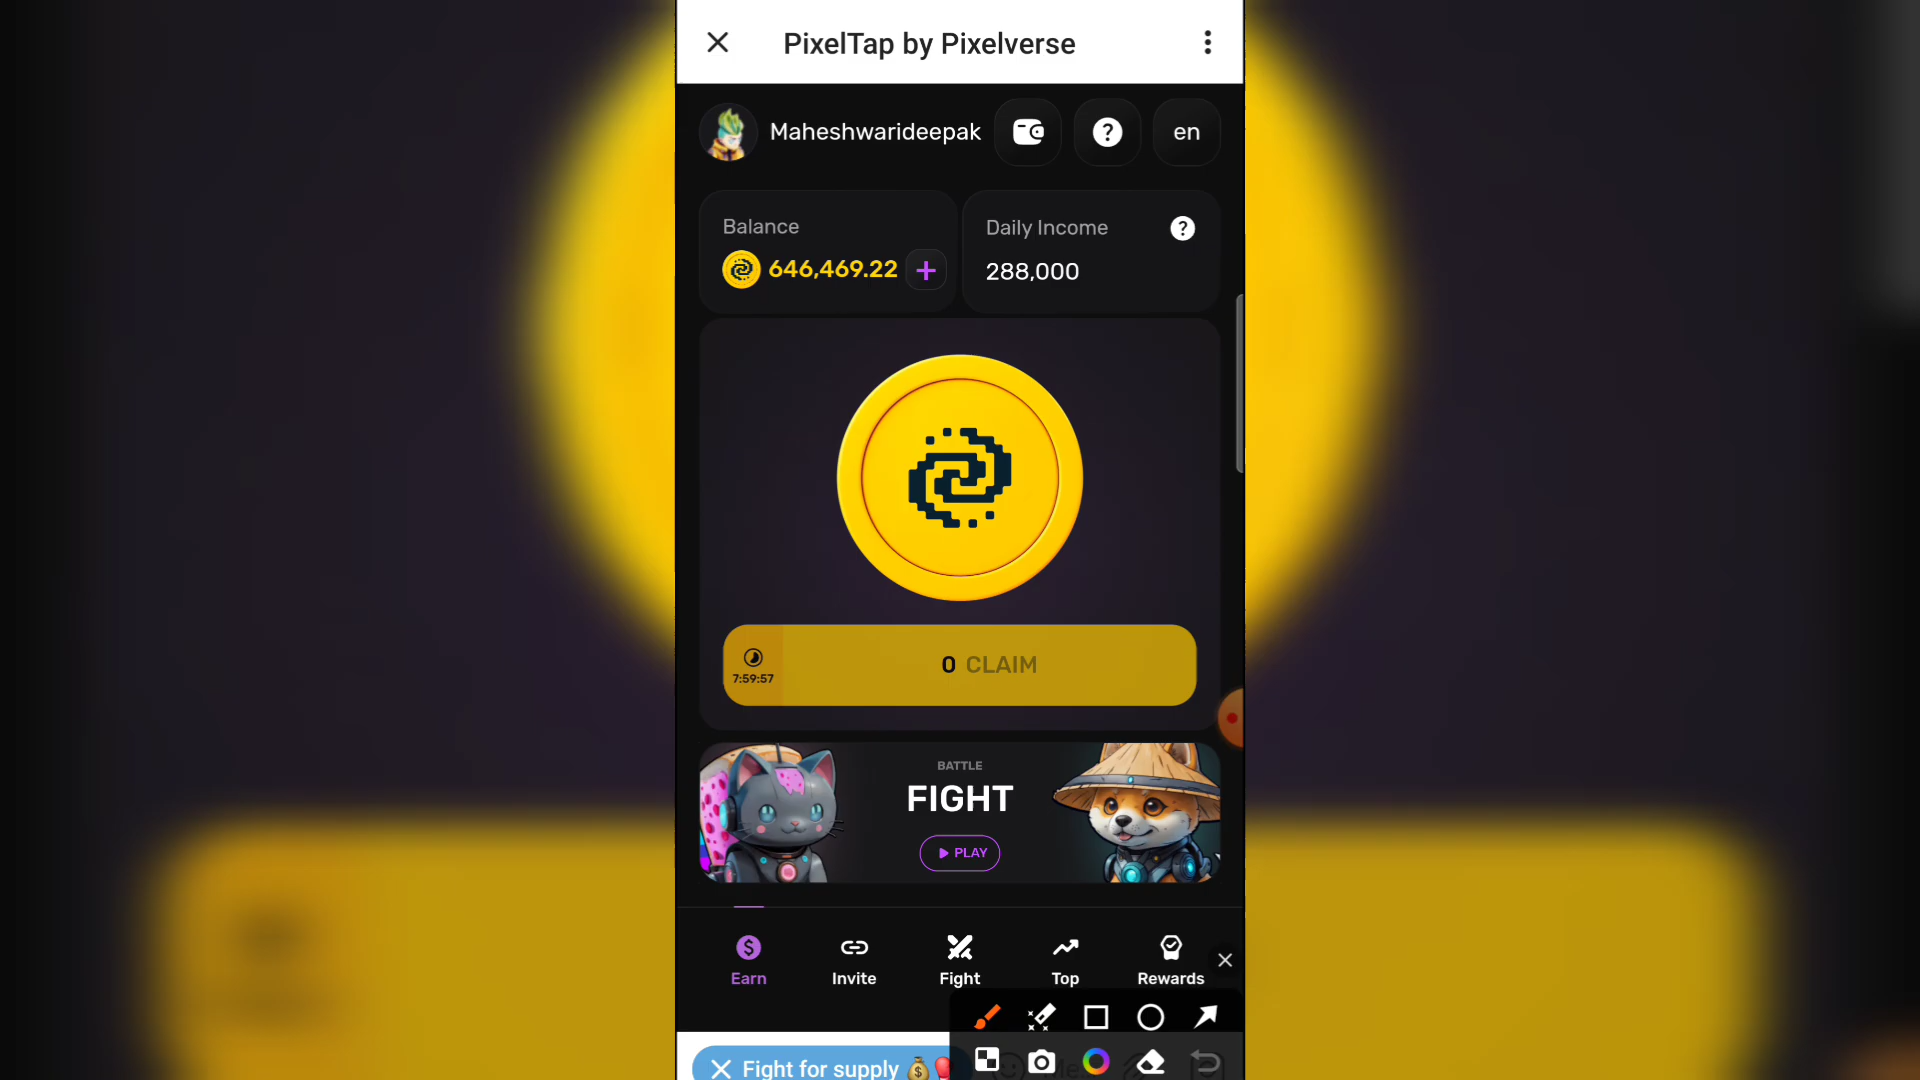 PixelTap by Pixelverse
Maheshwarideepak
en
Balance
646,469.22
Daily Income
288,000
7:59:57
0 CLAIM
BATTLE
FIGHT
PLAY
Earn
Invite
Fight
Top
Rewards
Fight for supply 💰🥊